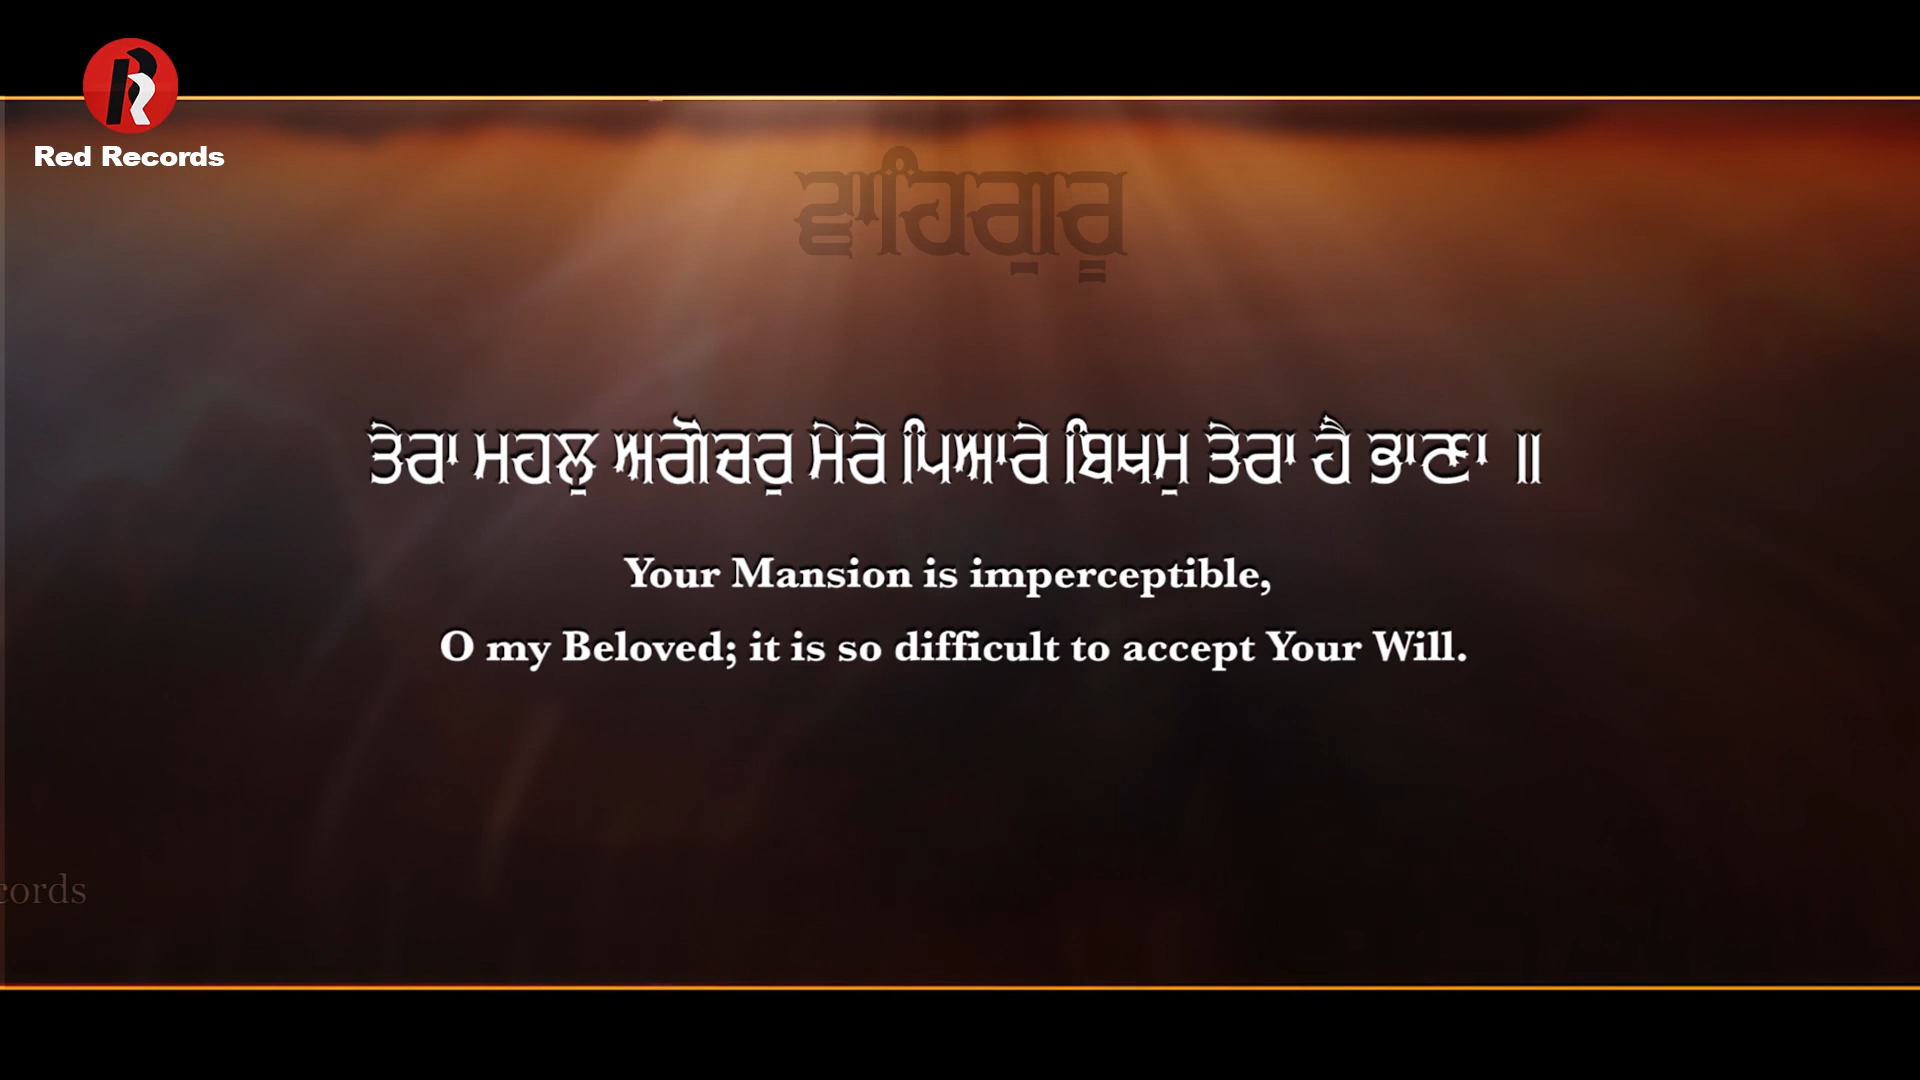 Red Records
ਵਾਹਿਗੁਰੂ
ਤੇਰਾ ਮਹਲੁ ਅਗੋਚਰੁ ਮੇਰੇ ਪਿਆਰੇ ਬਿਖਮੁ ਤੇਰਾ ਹੈ ਭਾਣਾ ॥
Your Mansion is imperceptible,
O my Beloved; it is so difficult to accept Your Will.
cords